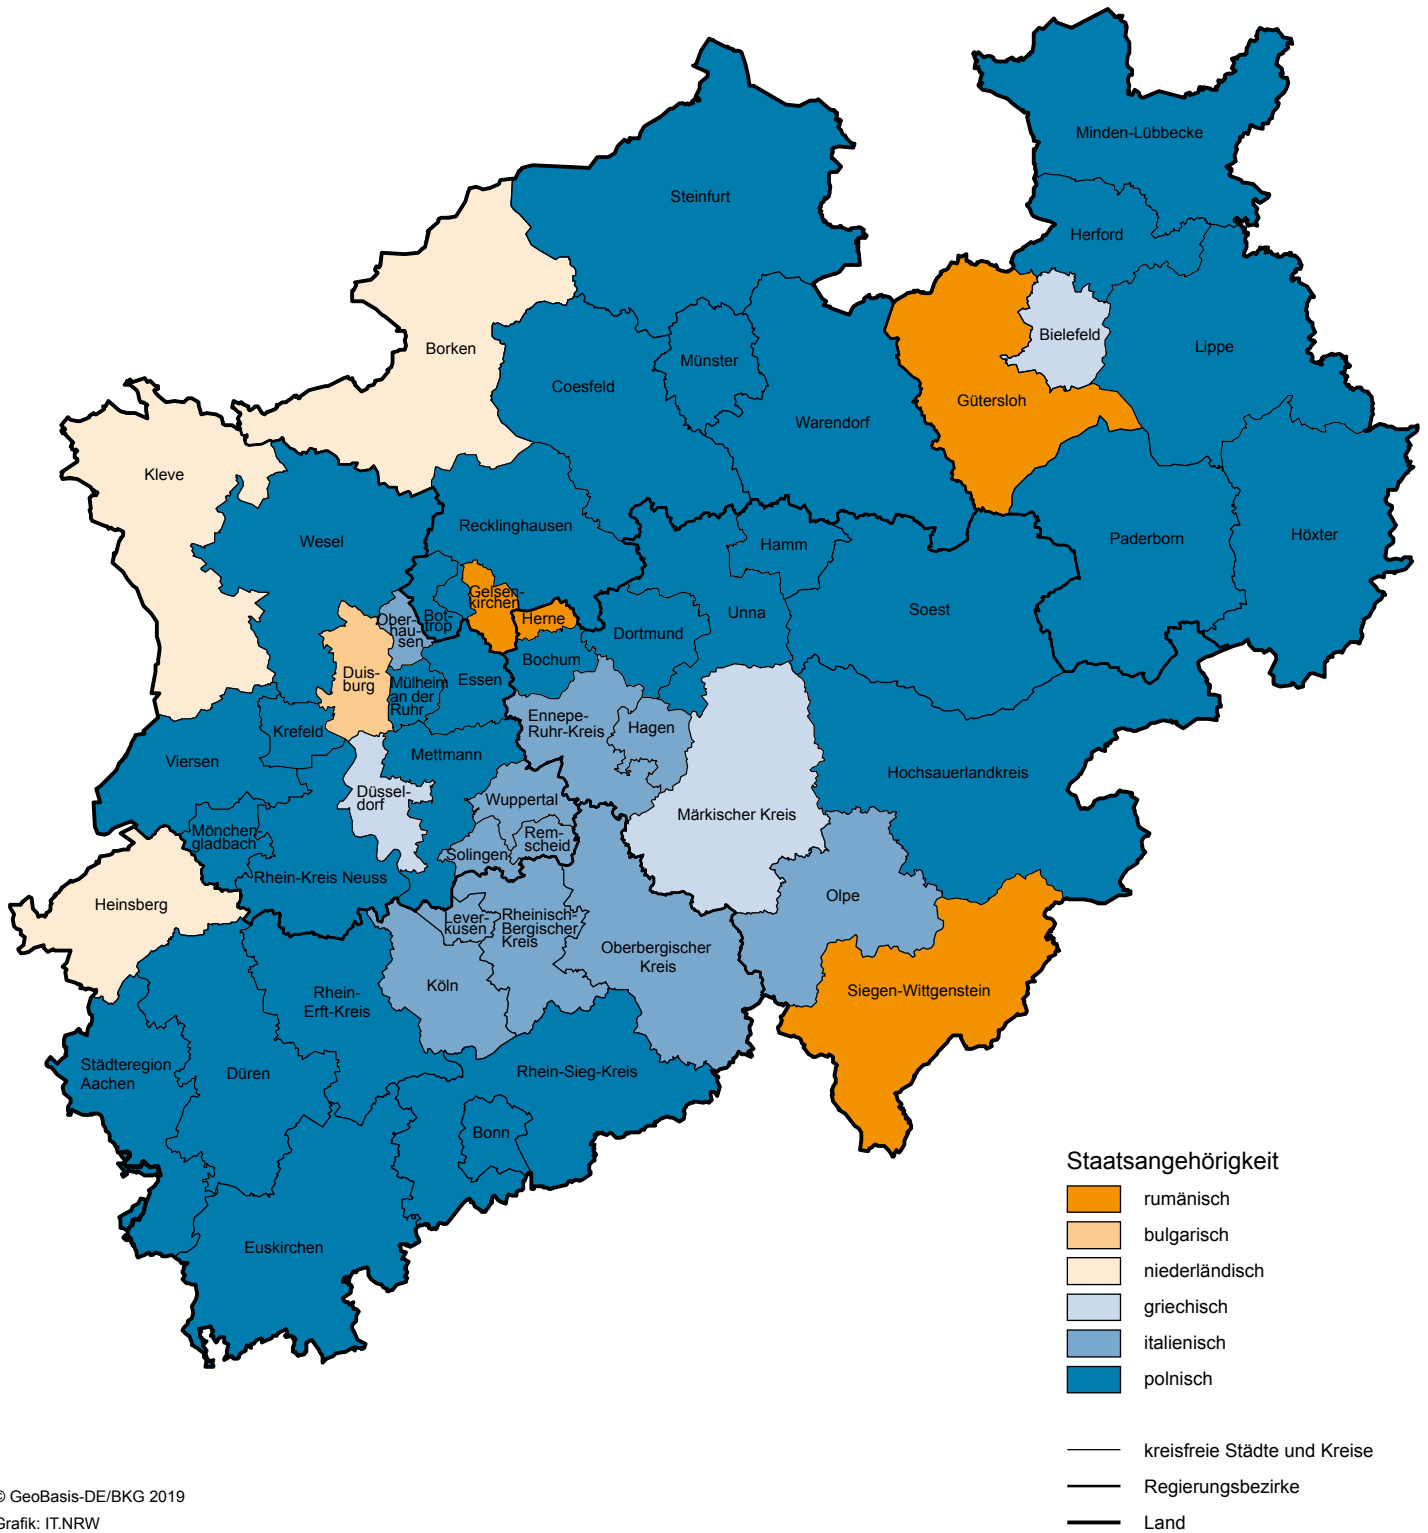 Minden-Lübbecke
Steinfurt
Herford
Bielefeld
Lippe
Borken
Münster
Coesfeld
Gütersloh
Warendorf
Kleve
Recklinghausen
Wesel
Hamm
Paderborn
Höxter
Gelsen-
kirchen
Ober-
hau-
sen
Bot-
trop
Herne
Unna
Soest
Dortmund
Bochum
Duis-
burg
Mülheim
an der
Ruhr
Essen
Ennepe-
Ruhr-Kreis
Hagen
Krefeld
Viersen
Mettmann
Hochsauerlandkreis
Düssel-
dorf
Wuppertal
Märkischer Kreis
Mönchen-
gladbach
Rem-
scheid
Solingen
Rhein-Kreis Neuss
Heinsberg
Olpe
Lever-
kusen
Rheinisch-
Bergischer
Kreis
Oberbergischer
Kreis
Köln
Rhein-
Erft-Kreis
Siegen-Wittgenstein
Städteregion
Aachen
Düren
Rhein-Sieg-Kreis
Bonn
Euskirchen
Staatsangehörigkeit
rumänisch
bulgarisch
niederländisch
griechisch
italienisch
polnisch
kreisfreie Städte und Kreise
Regierungsbezirke
Land
© GeoBasis-DE/BKG 2019
Grafik: IT.NRW